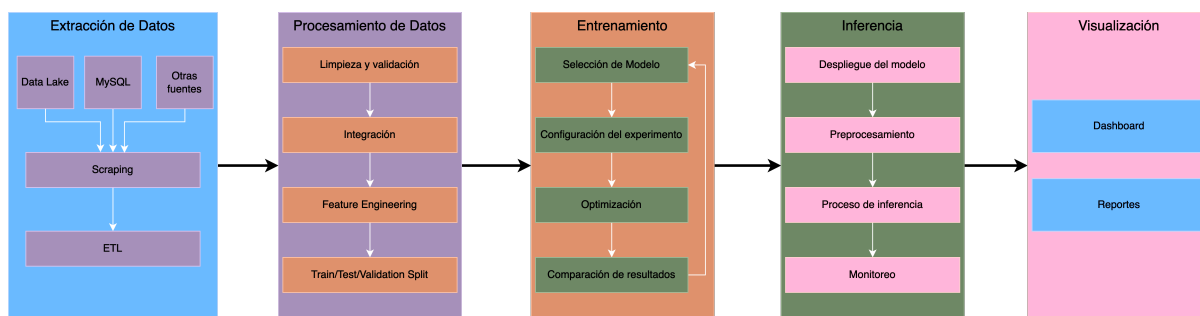 Extracción de Datos
Data Lake
MySQL
Otras
fuentes
Scraping
ETL
Procesamiento de Datos
Limpieza y validación
Integración
Feature Engineering
Train/Test/Validation Split
Entrenamiento
Selección de Modelo
Configuración del experimento
Optimización
Comparación de resultados
Inferencia
Despliegue del modelo
Preprocesamiento
Proceso de inferencia
Monitoreo
Visualización
Dashboard
Reportes